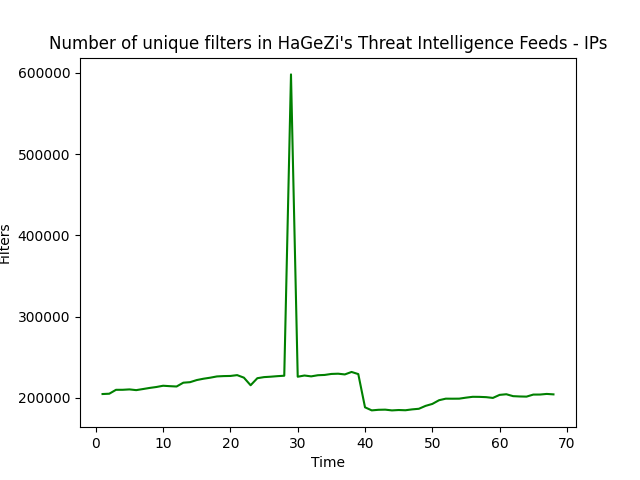 Number of unique filters in HaGeZi's Threat Intelligence Feeds - IPs
600000
500000
400000
300000
200000
Filters
0 10 20 30 40 50 60 70
Time